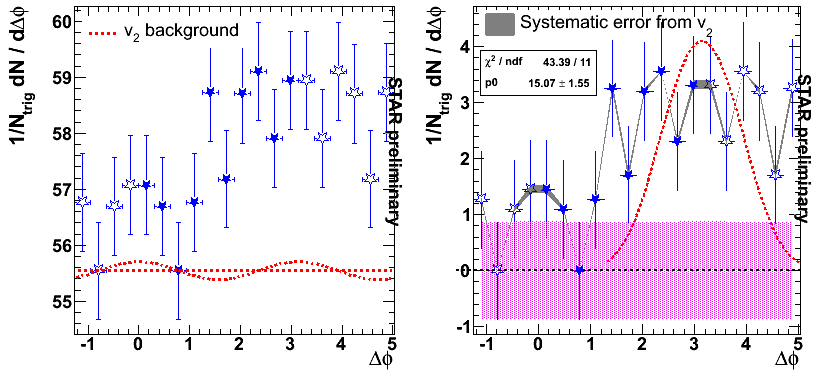 1/N_trig dN / dΔϕ
60
59
58
57
56
55
v₂ background
STAR preliminary
-1 0 1 2 3 4 5
Δϕ
1/N_trig dN / dΔϕ
4
3
2
1
-0
-1
Systematic error from v₂
χ² / ndf 43.39 / 11
p0 15.07 ± 1.55
STAR preliminary
-1 0 1 2 3 4 5
Δϕ